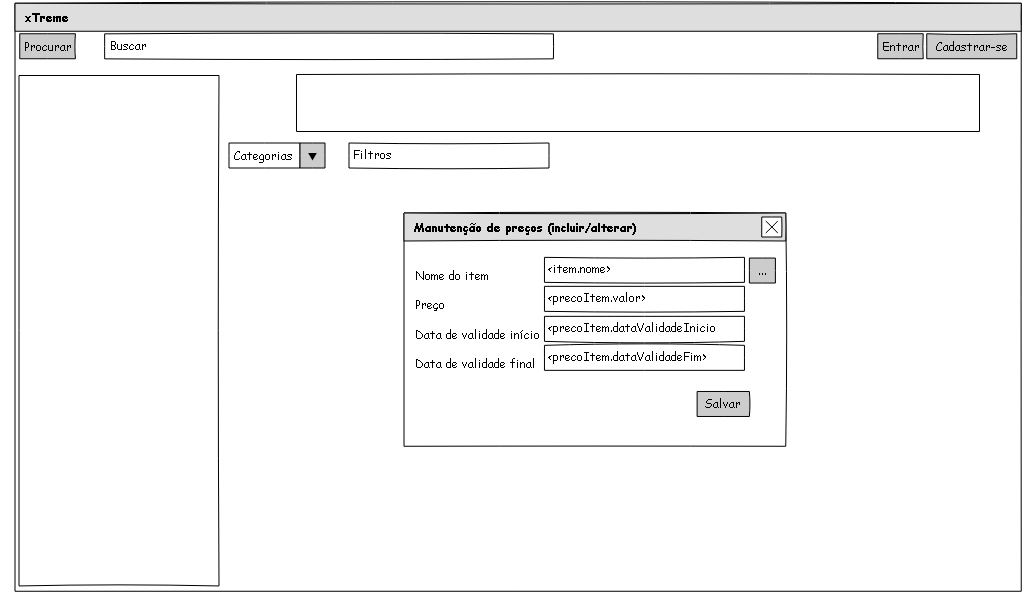 xTreme
Procurar
Buscar
Entrar
Cadastrar-se
Categorias
Filtros
Manutenção de preços (incluir/alterar)
Nome do item
<item.nome>
...
Preço
<precoItem.valor>
Data de validade início
<precoItem.dataValidadeInicio
Data de validade final
<precoItem.dataValidadeFim>
Salvar